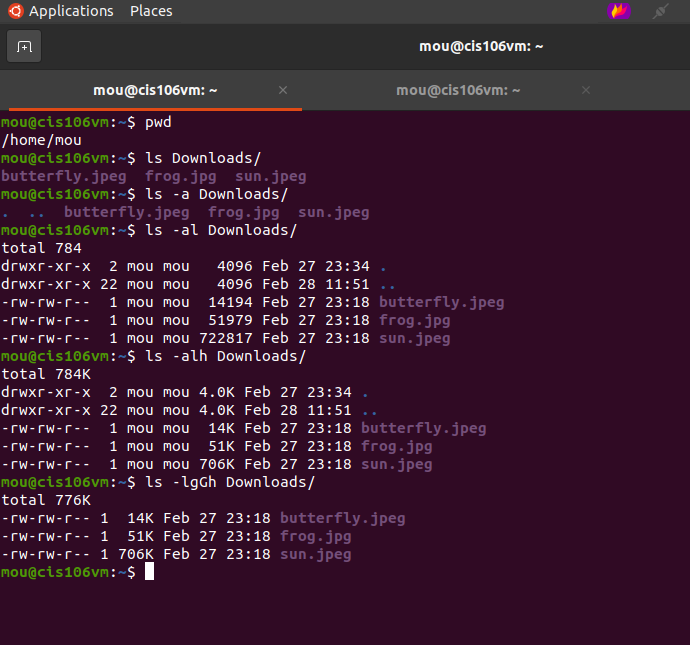 Applications Places
mou@cis106vm: ~
mou@cis106vm: ~ × mou@cis106vm: ~ ×
mou@cis106vm:~$ pwd
/home/mou
mou@cis106vm:~$ ls Downloads/
butterfly.jpeg  frog.jpg  sun.jpeg
mou@cis106vm:~$ ls -a Downloads/
.  ..  butterfly.jpeg  frog.jpg  sun.jpeg
mou@cis106vm:~$ ls -al Downloads/
total 784
drwxr-xr-x  2 mou mou   4096 Feb 27 23:34 .
drwxr-xr-x 22 mou mou   4096 Feb 28 11:51 ..
-rw-rw-r--  1 mou mou  14194 Feb 27 23:18 butterfly.jpeg
-rw-rw-r--  1 mou mou  51979 Feb 27 23:18 frog.jpg
-rw-rw-r--  1 mou mou 722817 Feb 27 23:18 sun.jpeg
mou@cis106vm:~$ ls -alh Downloads/
total 784K
drwxr-xr-x  2 mou mou 4.0K Feb 27 23:34 .
drwxr-xr-x 22 mou mou 4.0K Feb 28 11:51 ..
-rw-rw-r--  1 mou mou  14K Feb 27 23:18 butterfly.jpeg
-rw-rw-r--  1 mou mou  51K Feb 27 23:18 frog.jpg
-rw-rw-r--  1 mou mou 706K Feb 27 23:18 sun.jpeg
mou@cis106vm:~$ ls -lgGh Downloads/
total 776K
-rw-rw-r-- 1  14K Feb 27 23:18 butterfly.jpeg
-rw-rw-r-- 1  51K Feb 27 23:18 frog.jpg
-rw-rw-r-- 1 706K Feb 27 23:18 sun.jpeg
mou@cis106vm:~$